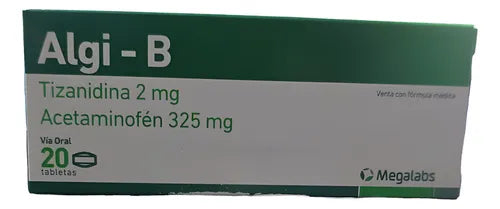 Algi - B
Tizanidina 2 mg
Acetaminofén 325 mg
Venta con fórmula médica
Vía Oral
20
tabletas
Megalabs